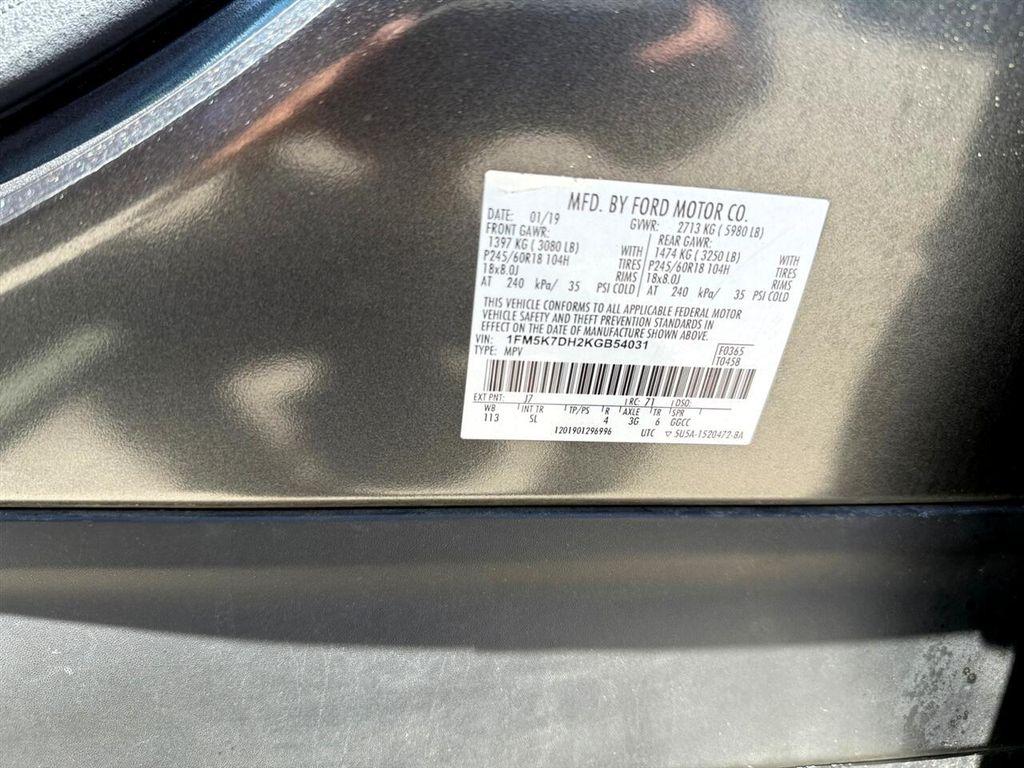 MFD. BY FORD MOTOR CO.
DATE: 01/19 GVWR: 2713 KG ( 5980 LB)
FRONT GAWR: REAR GAWR:
1397 KG ( 3080 LB) WITH 1474 KG ( 3250 LB) WITH
P245/60R18 104H TIRES P245/60R18 104H TIRES
18x8.0J RIMS 18x8.0J RIMS
AT 240 kPa/ 35 PSI COLD AT 240 kPa/ 35 PSI COLD
THIS VEHICLE CONFORMS TO ALL APPLICABLE FEDERAL MOTOR
VEHICLE SAFETY AND THEFT PREVENTION STANDARDS IN
EFFECT ON THE DATE OF MANUFACTURE SHOWN ABOVE.
VIN: 1FM5K7DH2KGB54031
TYPE: MPV F0365
T0458
EXT PNT: J7 RC: 71 DSO:
WB INT TR TP/PS R AXLE TR SPR
113 SL 4 3G 6 GGCC
1201901296996 UTC ▽ 5U5A-1520472-BA